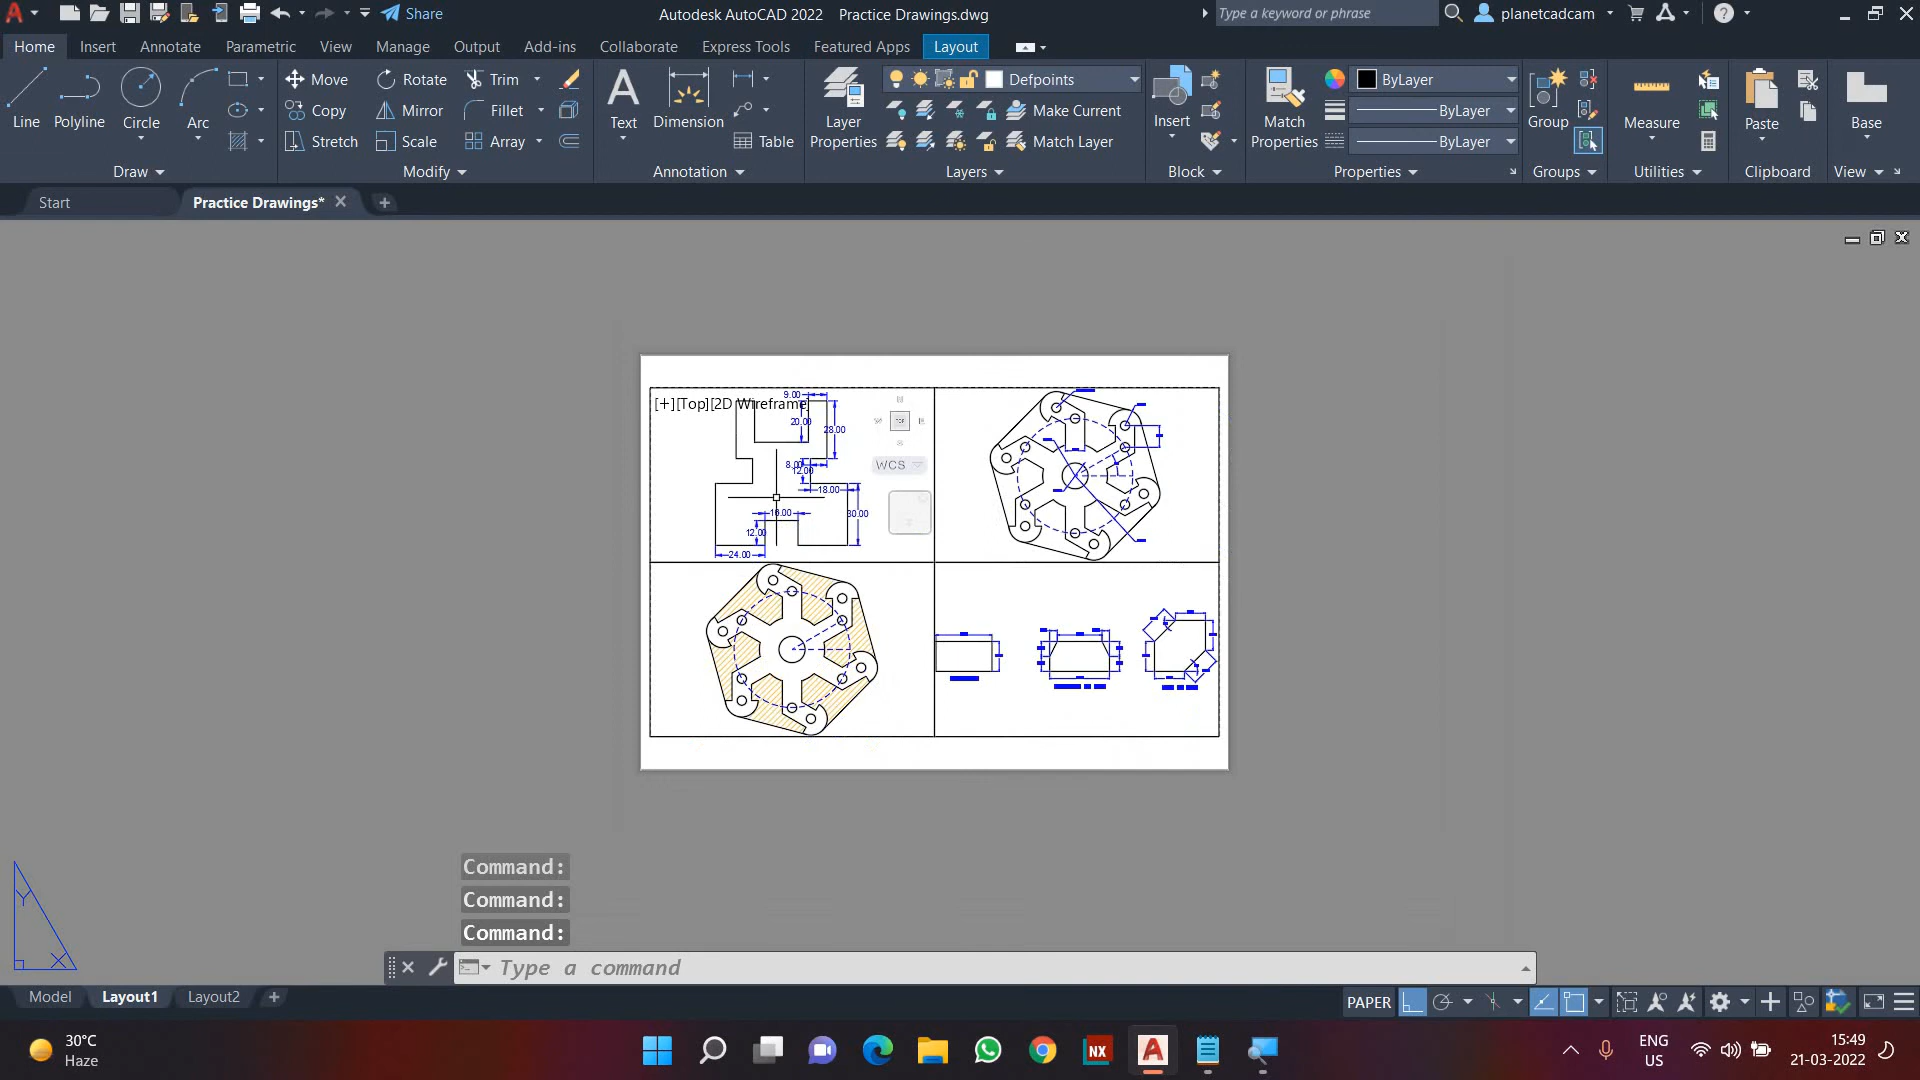 Share
Autodesk AutoCAD 2022 Practice Drawings.dwg
Type a keyword or phrase
planetcadcam
Home Insert Annotate Parametric View Manage Output Add-ins Collaborate Express Tools Featured Apps Layout
Line Polyline Circle Arc
Draw
Move Rotate Trim
Copy Mirror Fillet
Stretch Scale Array
Modify
Text Dimension Table
Annotation
Layer Properties
Defpoints
Make Current
Match Layer
Layers
Insert
Block
Match Properties
ByLayer
ByLayer
ByLayer
Properties
Group
Groups
Measure
Utilities
Paste
Clipboard
Base
View
Start
Practice Drawings*
[+][Top][2D Wireframe]
9.00
20.00
28.00
8.00
12.00
18.00
16.00
30.00
12.00
24.00
TOP
WCS
Y
X
Command:
Command:
Command:
Type a command
Model Layout1 Layout2
PAPER
30°C
Haze
NX
ENG
US
15:49
21-03-2022